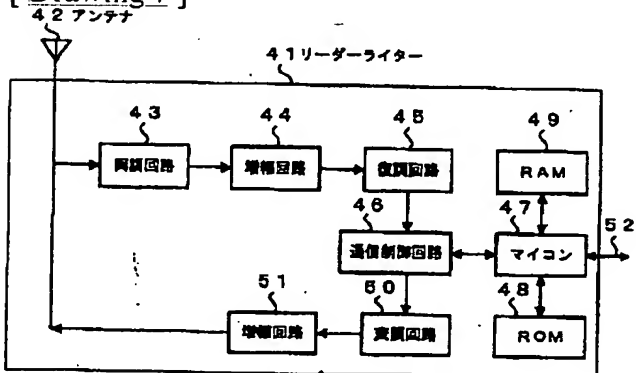 [ Drawing 4 ]
42 アンテナ
41 リーダーライター
43
44
45
49
同調回路
増幅回路
復調回路
RAM
46
47
52
通信制御回路
マイコン
51
50
48
増幅回路
変調回路
ROM